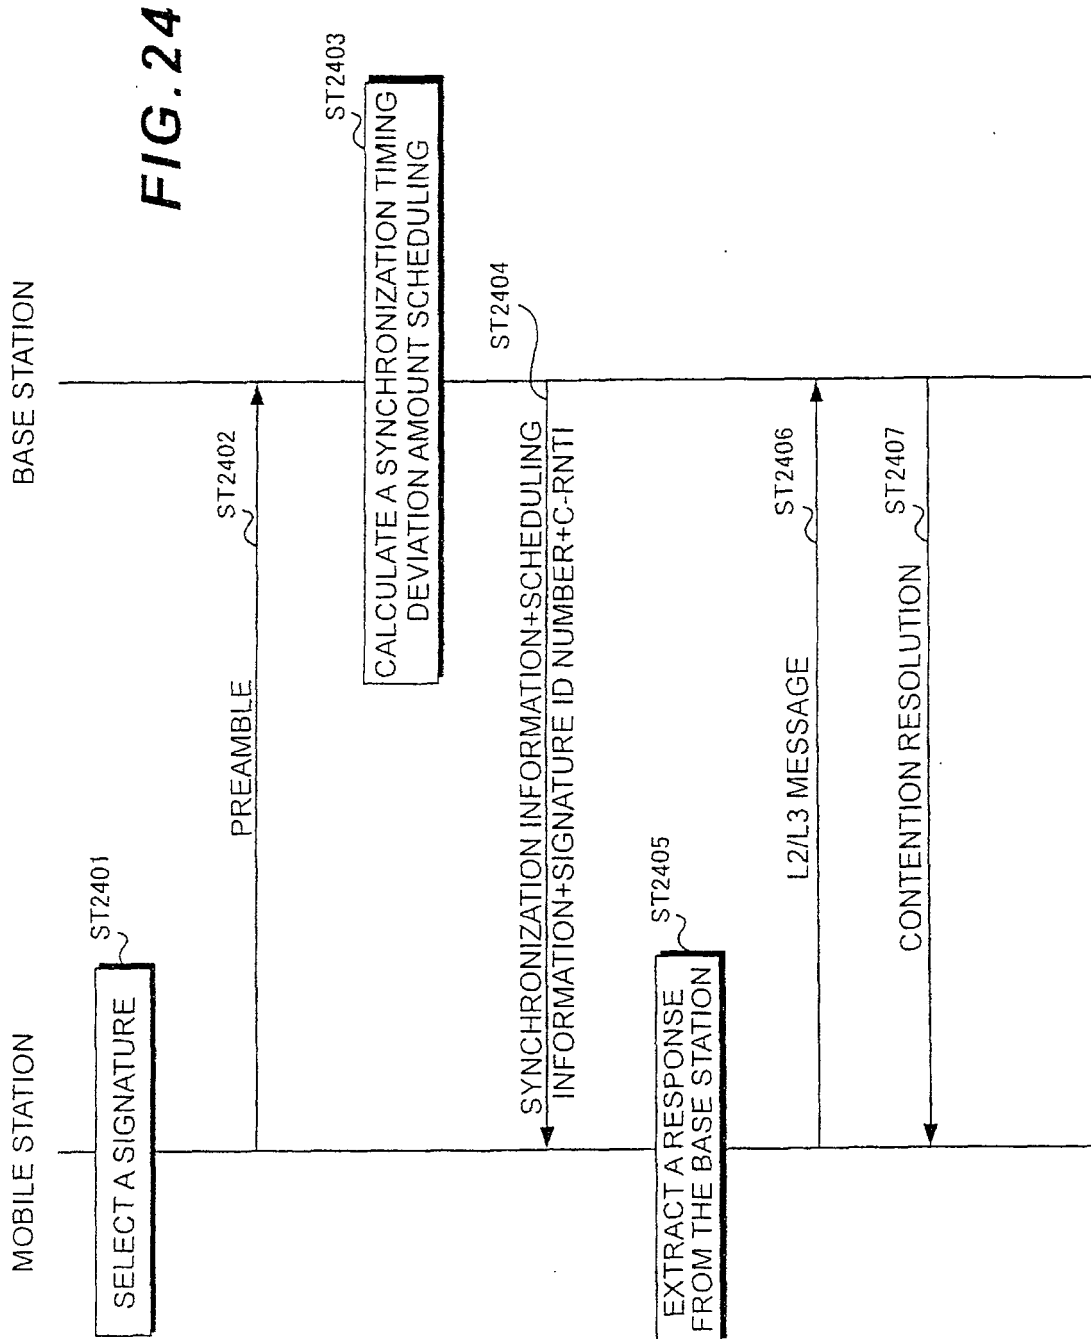 FIG.24
MOBILE STATION
BASE STATION
ST2401
SELECT A SIGNATURE
PREAMBLE
ST2402
ST2403
CALCULATE A SYNCHRONIZATION TIMING
DEVIATION AMOUNT SCHEDULING
ST2404
SYNCHRONIZATION INFORMATION+SCHEDULING
INFORMATION+SIGNATURE ID NUMBER+C-RNTI
ST2405
EXTRACT A RESPONSE
FROM THE BASE STATION
L2/L3 MESSAGE
ST2406
CONTENTION RESOLUTION
ST2407